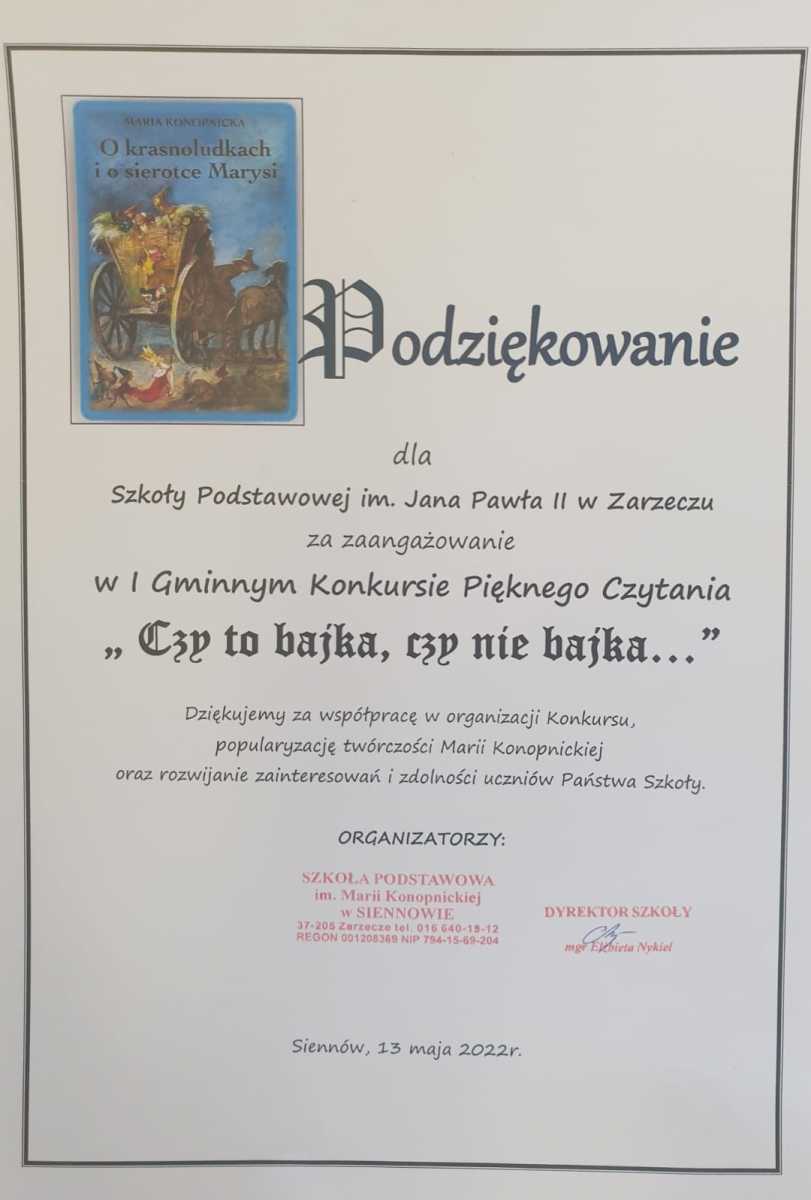 MARIA KONOPNICKA
O krasnoludkach
i o sierotce Marysi
Podziękowanie
dla
Szkoły Podstawowej im. Jana Pawła II w Zarzeczu
za zaangażowanie
w I Gminnym Konkursie Pięknego Czytania
„ Czy to bajka, czy nie bajka...”
Dziękujemy za współpracę w organizacji Konkursu,
popularyzację twórczości Marii Konopnickiej
oraz rozwijanie zainteresowań i zdolności uczniów Państwa Szkoły.
ORGANIZATORZY:
SZKOŁA PODSTAWOWA
im. Marii Konopnickiej
w SIENNOWIE
37-205 Zarzecze tel. 016 640-15-12
REGON 001208369 NIP 794-15-69-204
DYREKTOR SZKOŁY
mgr Elżbieta Nykiel
Siennów, 13 maja 2022r.